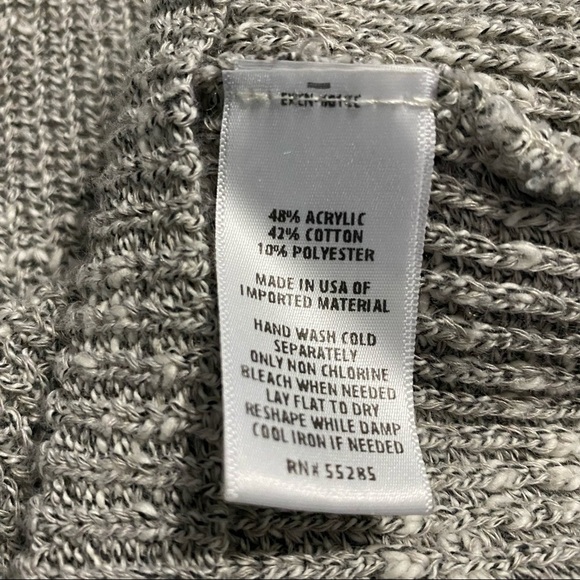 48% ACRYLIC
42% COTTON
10% POLYESTER
MADE IN USA OF
IMPORTED MATERIAL
HAND WASH COLD
SEPARATELY
ONLY NON CHLORINE
BLEACH WHEN NEEDED
LAY FLAT TO DRY
RESHAPE WHILE DAMP
COOL IRON IF NEEDED
RN# 55285